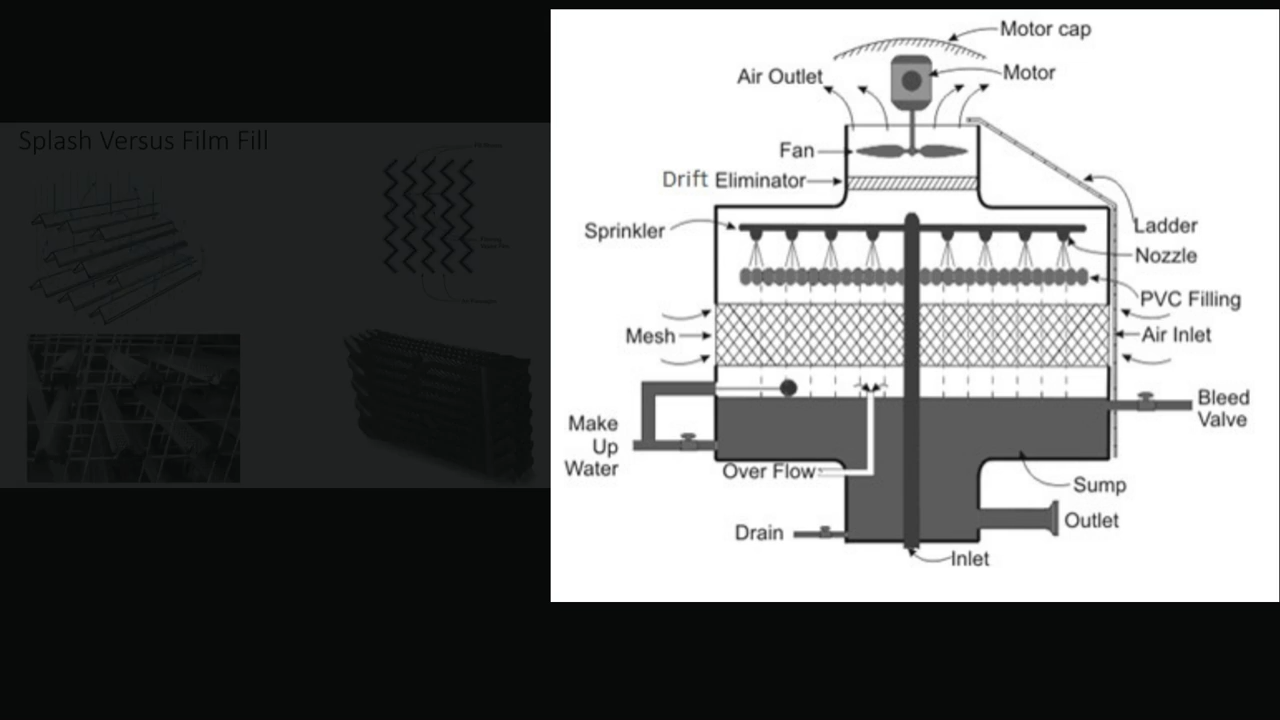 Splash Versus Film Fill
Motor cap
Air Outlet
Motor
Fan
Drift Eliminator
Sprinkler
Ladder
Nozzle
PVC Filling
Mesh
Air Inlet
Make
Up
Water
Bleed
Valve
Over Flow
Sump
Drain
Outlet
Inlet